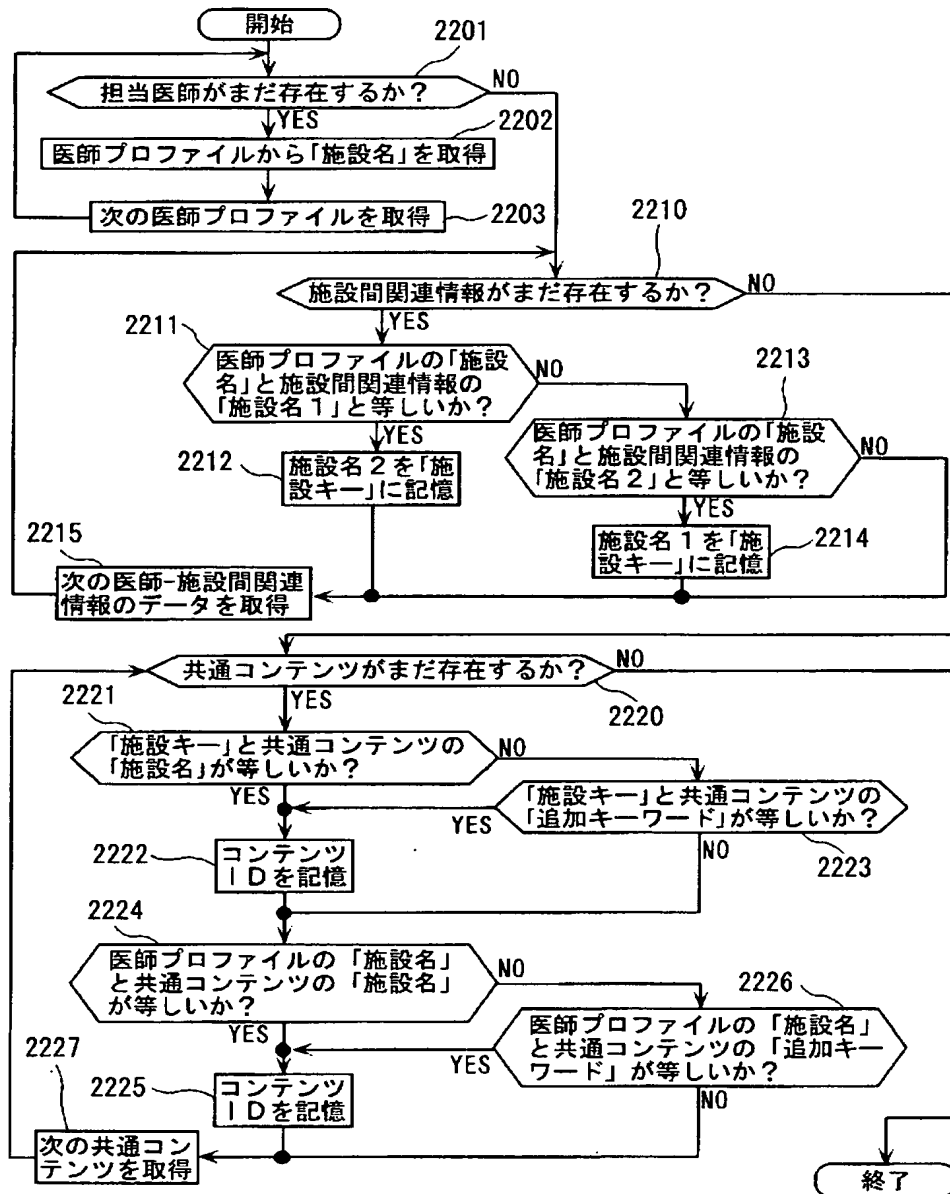 開始
2201
担当医師がまだ存在するか?
NO
YES
2202
医師プロファイルから「施設名」を取得
次の医師プロファイルを取得
2203
2210
施設間関連情報がまだ存在するか?
NO
YES
2211
医師プロファイルの「施設
名」と施設間関連情報の
「施設名1」と等しいか?
NO
2213
YES
医師プロファイルの「施設
名」と施設間関連情報の
「施設名2」と等しいか?
NO
2212
施設名2を「施
設キー」に記憶
YES
施設名1を「施
設キー」に記憶
2214
2215
次の医師-施設間関連
情報のデータを取得
共通コンテンツがまだ存在するか?
NO
2220
YES
2221
「施設キー」と共通コンテンツの
「施設名」が等しいか?
NO
YES
「施設キー」と共通コンテンツの
「追加キーワード」が等しいか?
YES
2223
NO
2222
コンテンツ
IDを記憶
2224
医師プロファイルの「施設名」
と共通コンテンツの「施設名」
が等しいか?
NO
2226
YES
医師プロファイルの「施設名」
と共通コンテンツの「追加キー
ワード」が等しいか?
YES
NO
2225
コンテンツ
IDを記憶
2227
次の共通コン
テンツを取得
終了